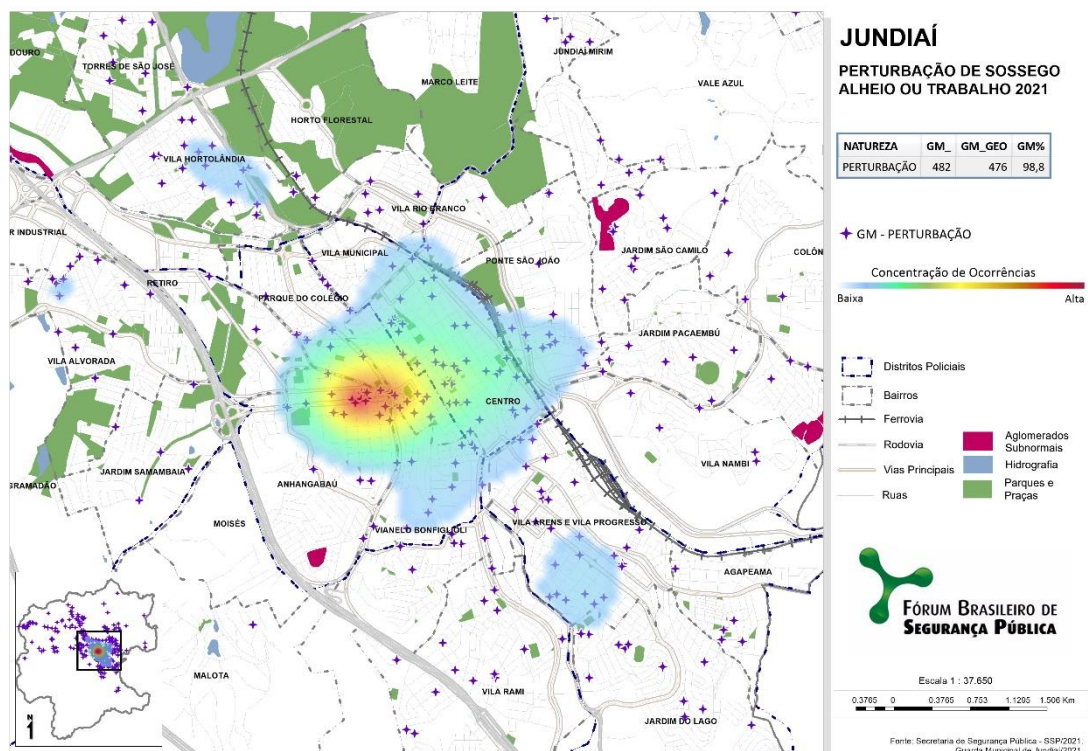 DOURO
TORRES DE SÃO JOSÉ
JUNDIAÍ MIRIM
MARCO LEITE
VALE AZUL
HORTO FLORESTAL
VILA HORTOLÂNDIA
VILA RIO BRANCO
R INDUSTRIAL
VILA MUNICIPAL
PONTE SÃO JOÃO
JARDIM SÃO CAMILO
COLÔN
RETIRO
PARQUE DO COLÉGIO
JARDIM PACAEMBÚ
VILA ALVORADA
CENTRO
JARDIM SAMAMBAIA
GRAMADÃO
ANHANGABAÚ
VILA NAMBI
MOISÉS
VIANELO BONFIGLIOLI
VILA ARENS E VILA PROGRESSO
AGAPEAMA
MALOTA
VILA RAMI
JARDIM DO LAGO
N
JUNDIAÍ
PERTURBAÇÃO DE SOSSEGO
ALHEIO OU TRABALHO 2021
NATUREZA GM_ GM_GEO GM%
PERTURBAÇÃO 482 476 98,8
GM - PERTURBAÇÃO
Concentração de Ocorrências
Baixa Alta
Distritos Policiais
Bairros
Ferrovia
Rodovia
Vias Principais
Ruas
Aglomerados
Subnormais
Hidrografia
Parques e
Praças
FÓRUM BRASILEIRO DE
SEGURANÇA PÚBLICA
Escala 1 : 37.650
0.3765 0 0.3765 0.753 1.1295 1.506 Km
Fonte: Secretaria de Segurança Pública - SSP/2021.
Guarda Municipal de Jundiaí/2021.